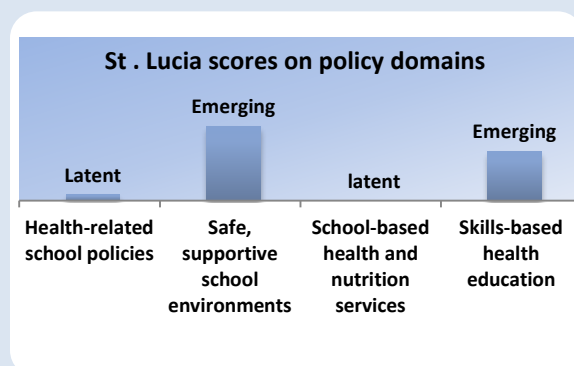 St . Lucia scores on policy domains
Emerging
Emerging
Latent
latent
Health-related
school policies
Safe,
supportive
school
environments
School-based
health and
nutrition
services
Skills-based
health
education